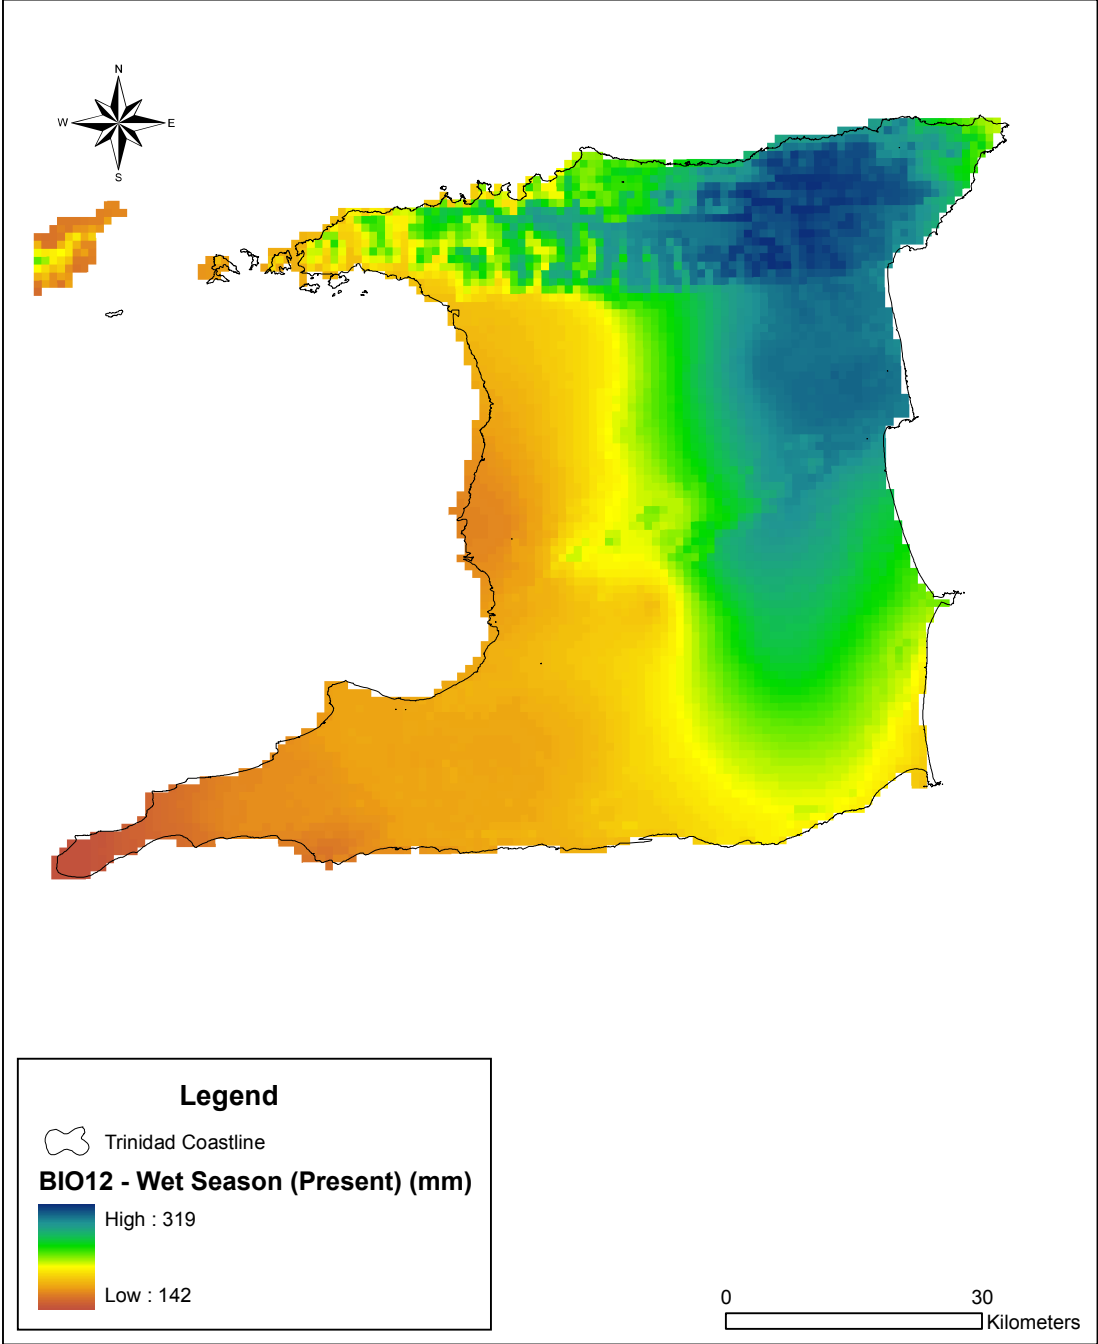 N
W E
S
Legend
Trinidad Coastline
BIO12 - Wet Season (Present) (mm)
High : 319
Low : 142
0 30
Kilometers